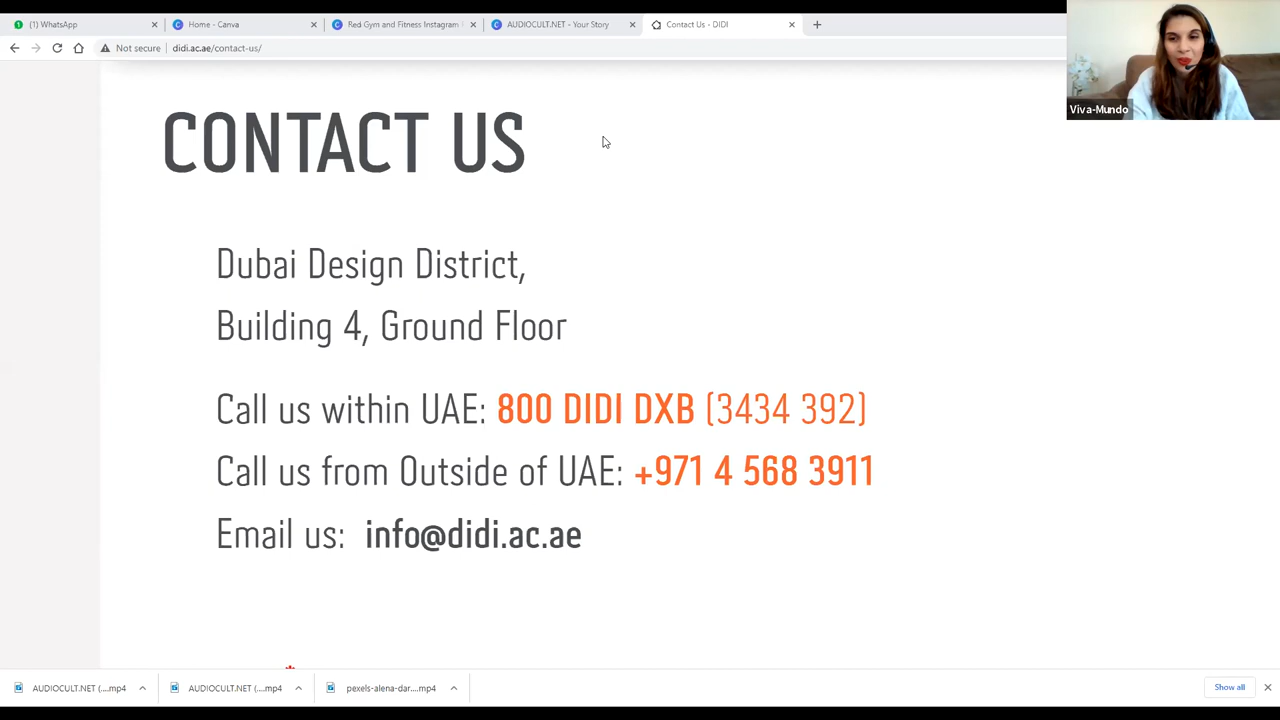 (1) WhatsApp
Home - Canva
Red Gym and Fitness Instagram
AUDIOCULT.NET - Your Story
Contact Us - DIDI
Not secure
didi.ac.ae/contact-us/
Viva-Mundo
CONTACT US
Dubai Design District,
Building 4, Ground Floor
Call us within UAE: 800 DIDI DXB (3434 392)
Call us from Outside of UAE: +971 4 568 3911
Email us: info@didi.ac.ae
*
AUDIOCULT.NET (....mp4
AUDIOCULT.NET (....mp4
pexels-alena-dar....mp4
Show all